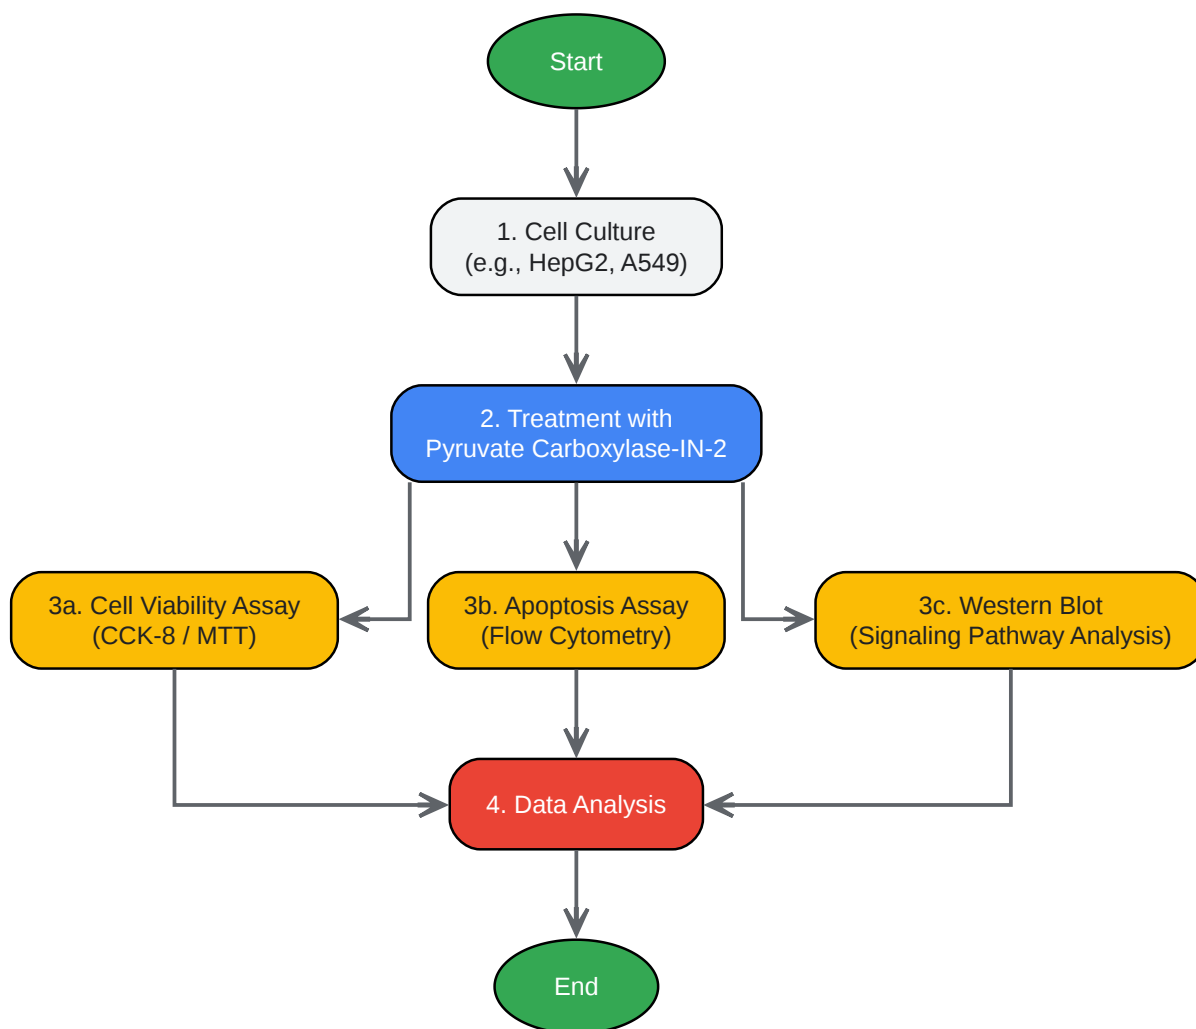 Start
1. Cell Culture
(e.g., HepG2, A549)
2. Treatment with
Pyruvate Carboxylase-IN-2
3a. Cell Viability Assay
(CCK-8 / MTT)
3b. Apoptosis Assay
(Flow Cytometry)
3c. Western Blot
(Signaling Pathway Analysis)
4. Data Analysis
End